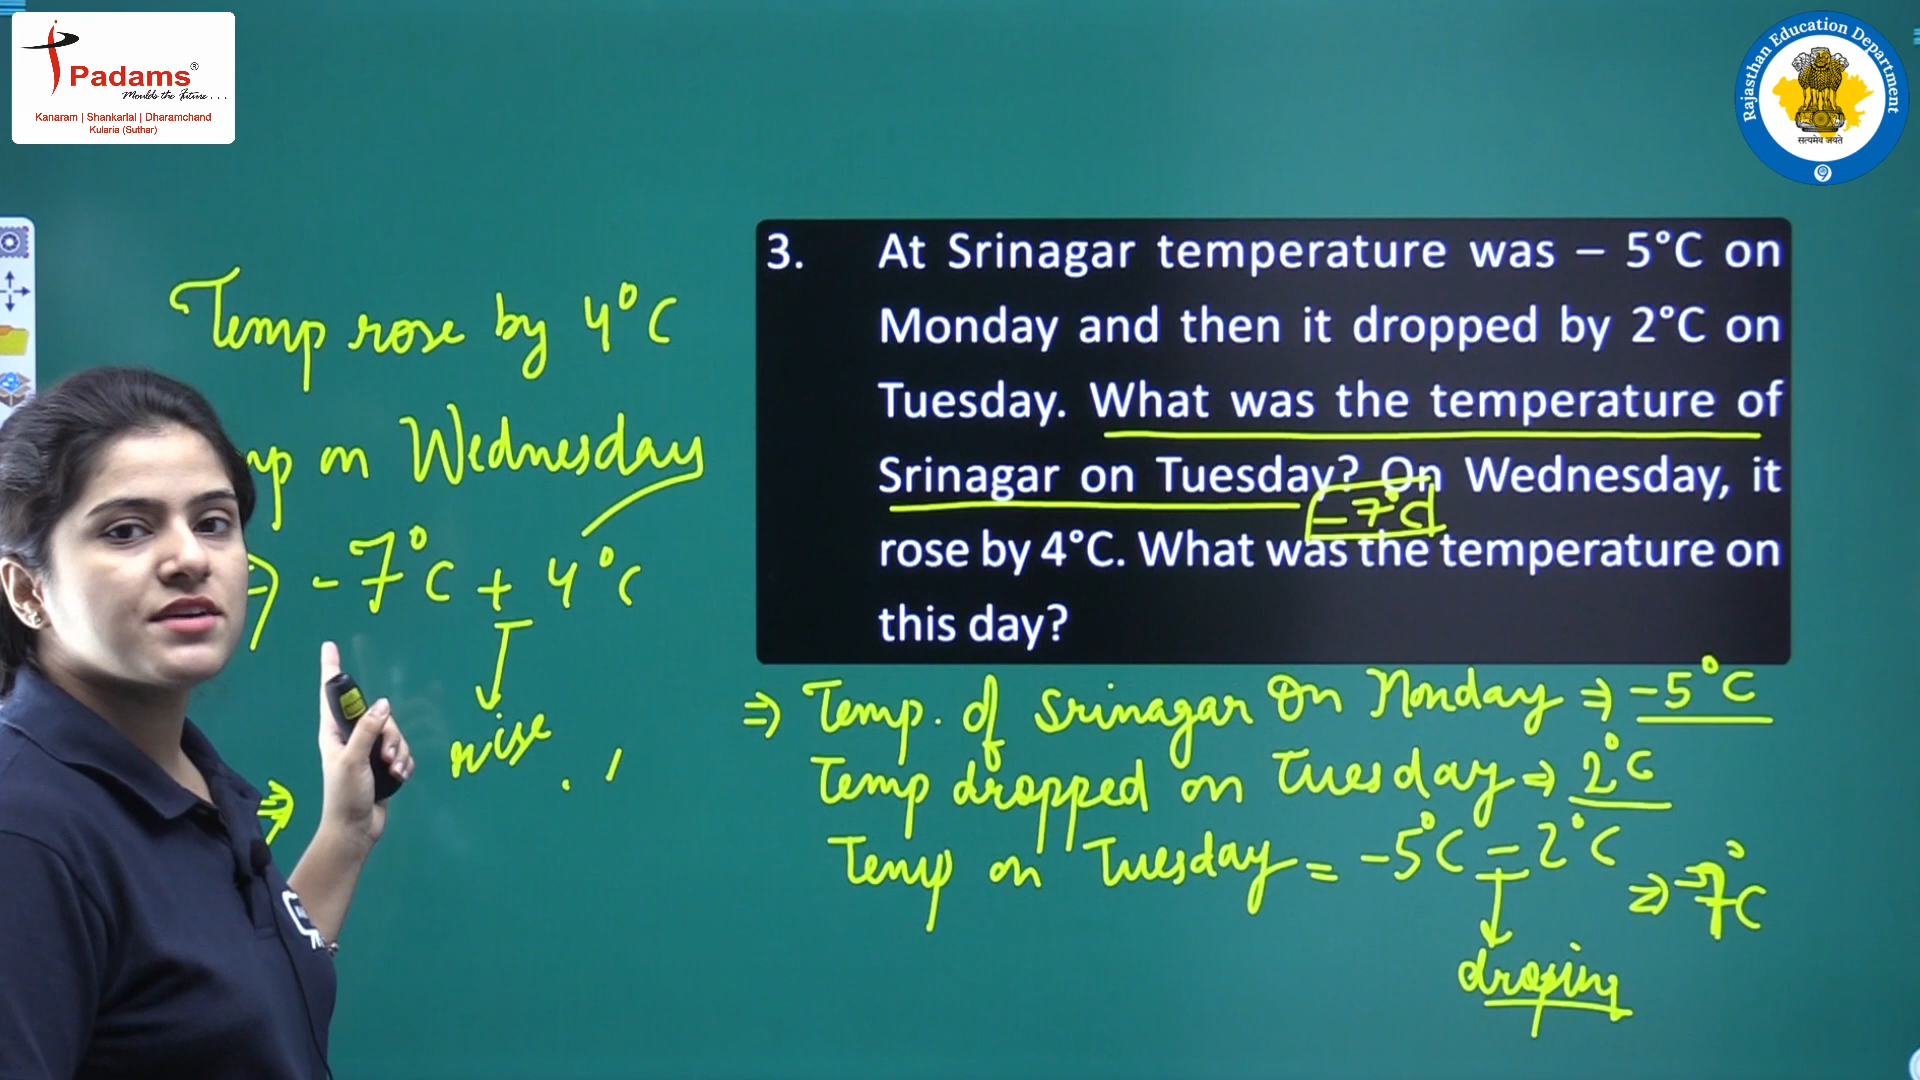 Padams®
Moulds the Future . . .
Kanaram | Shankarlal | Dharamchand
Kularia (Suthar)
Rajasthan Education Department
सत्यमेव जयते
3. At Srinagar temperature was – 5°C on
Monday and then it dropped by 2°C on
Tuesday. What was the temperature of
Srinagar on Tuesday? On Wednesday, it
-7°C
rose by 4°C. What was the temperature on
this day?
Temp rose by 4°C
on Wednesday
⇒ -7°C + 4°C
rise
⇒
⇒ Temp. of Srinagar On Monday ⇒ -5°C
Temp dropped on Tuesday ⇒ 2°C
Temp on Tuesday = -5°C - 2°C
⇒ -7°C
droping